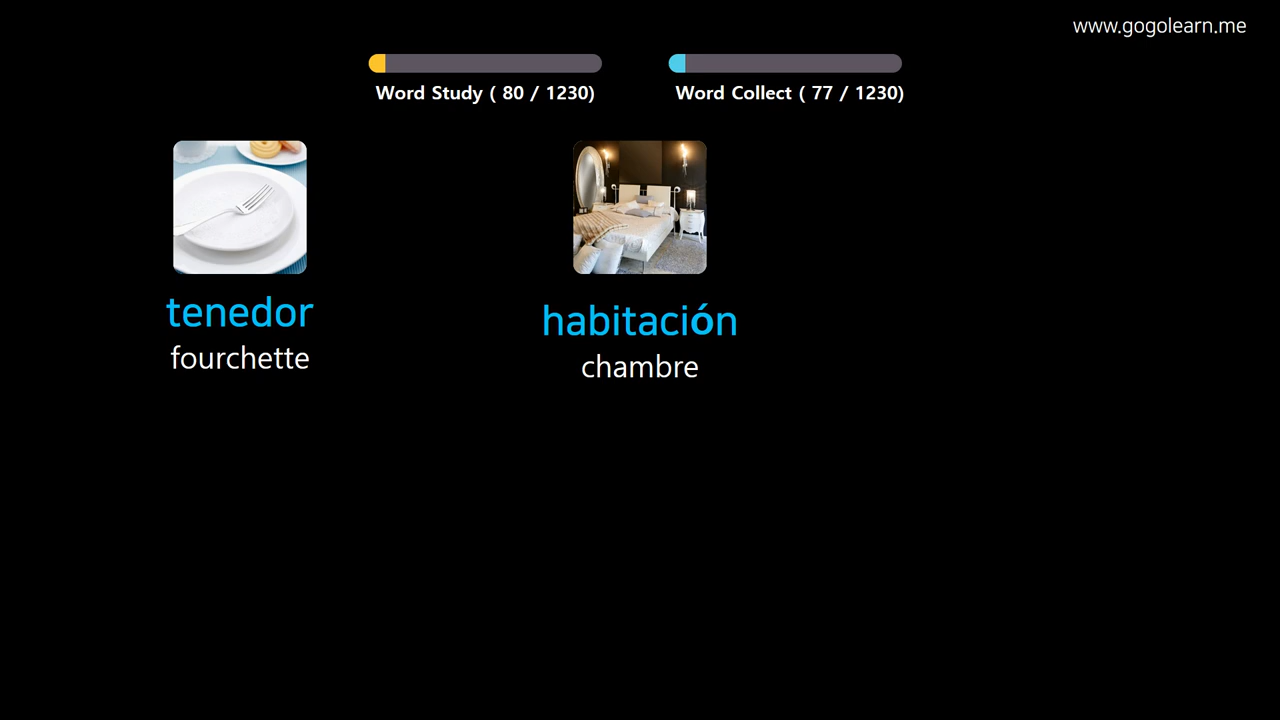 www.gogolearn.me
Word Study ( 80 / 1230)
Word Collect ( 77 / 1230)
tenedor
fourchette
habitación
chambre